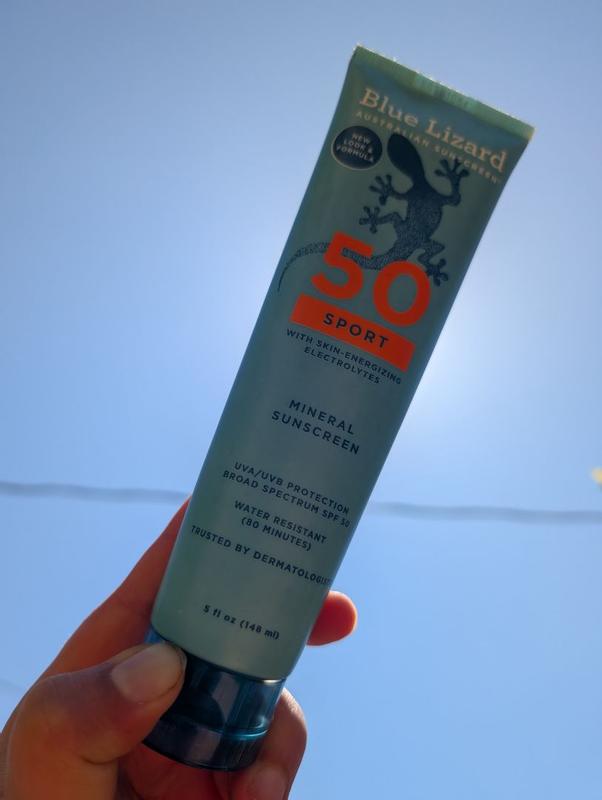 Blue Lizard
AUSTRALIAN SUNSCREEN
NEW
LOOK &
FORMULA
50
SPORT
WITH SKIN-ENERGIZING
ELECTROLYTES
MINERAL
SUNSCREEN
UVA/UVB PROTECTION
BROAD SPECTRUM SPF 50
WATER RESISTANT
(80 MINUTES)
TRUSTED BY DERMATOLOGIST
5 fl oz (148 ml)